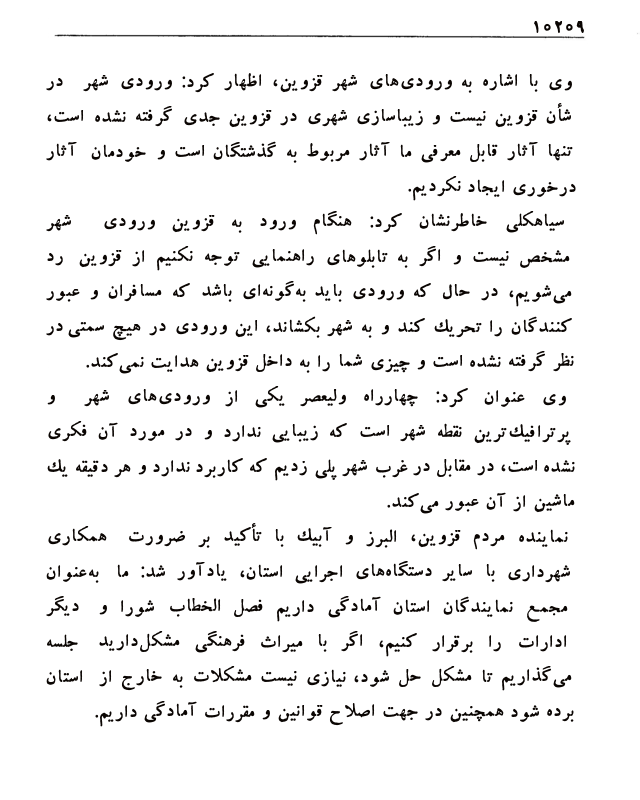 ۱۰۲۰۹
وی با اشاره به ورودی‌های شهر قزوین، اظهار کرد: ورودی شهر در
شأن قزوین نیست و زیباسازی شهری در قزوین جدی گرفته نشده است،
تنها آثار قابل معرفی ما آثار مربوط به گذشتگان است و خودمان آثار
درخوری ایجاد نکردیم.
سیاهکلی خاطرنشان کرد: هنگام ورود به قزوین ورودی شهر
مشخص نیست و اگر به تابلوهای راهنمایی توجه نکنیم از قزوین رد
می‌شویم، در حال که ورودی باید به‌گونه‌ای باشد که مسافران و عبور
کنندگان را تحریك کند و به شهر بکشاند، این ورودی در هیچ سمتی در
نظر گرفته نشده است و چیزی شما را به داخل قزوین هدایت نمی‌کند.
وی عنوان کرد: چهارراه ولیعصر یکی از ورودی‌های شهر و
پرترافیك‌ترین نقطه شهر است که زیبایی ندارد و در مورد آن فکری
نشده است، در مقابل در غرب شهر پلی زدیم که کاربرد ندارد و هر دقیقه یك
ماشین از آن عبور می‌کند.
نماینده مردم قزوین، البرز و آبیك با تأکید بر ضرورت همکاری
شهرداری با سایر دستگاه‌های اجرایی استان، یادآور شد: ما به‌عنوان
مجمع نمایندگان استان آمادگی داریم فصل الخطاب شورا و دیگر
ادارات را برقرار کنیم، اگر با میراث فرهنگی مشکل‌دارید جلسه
می‌گذاریم تا مشکل حل شود، نیازی نیست مشکلات به خارج از استان
برده شود همچنین در جهت اصلاح قوانین و مقررات آمادگی داریم.